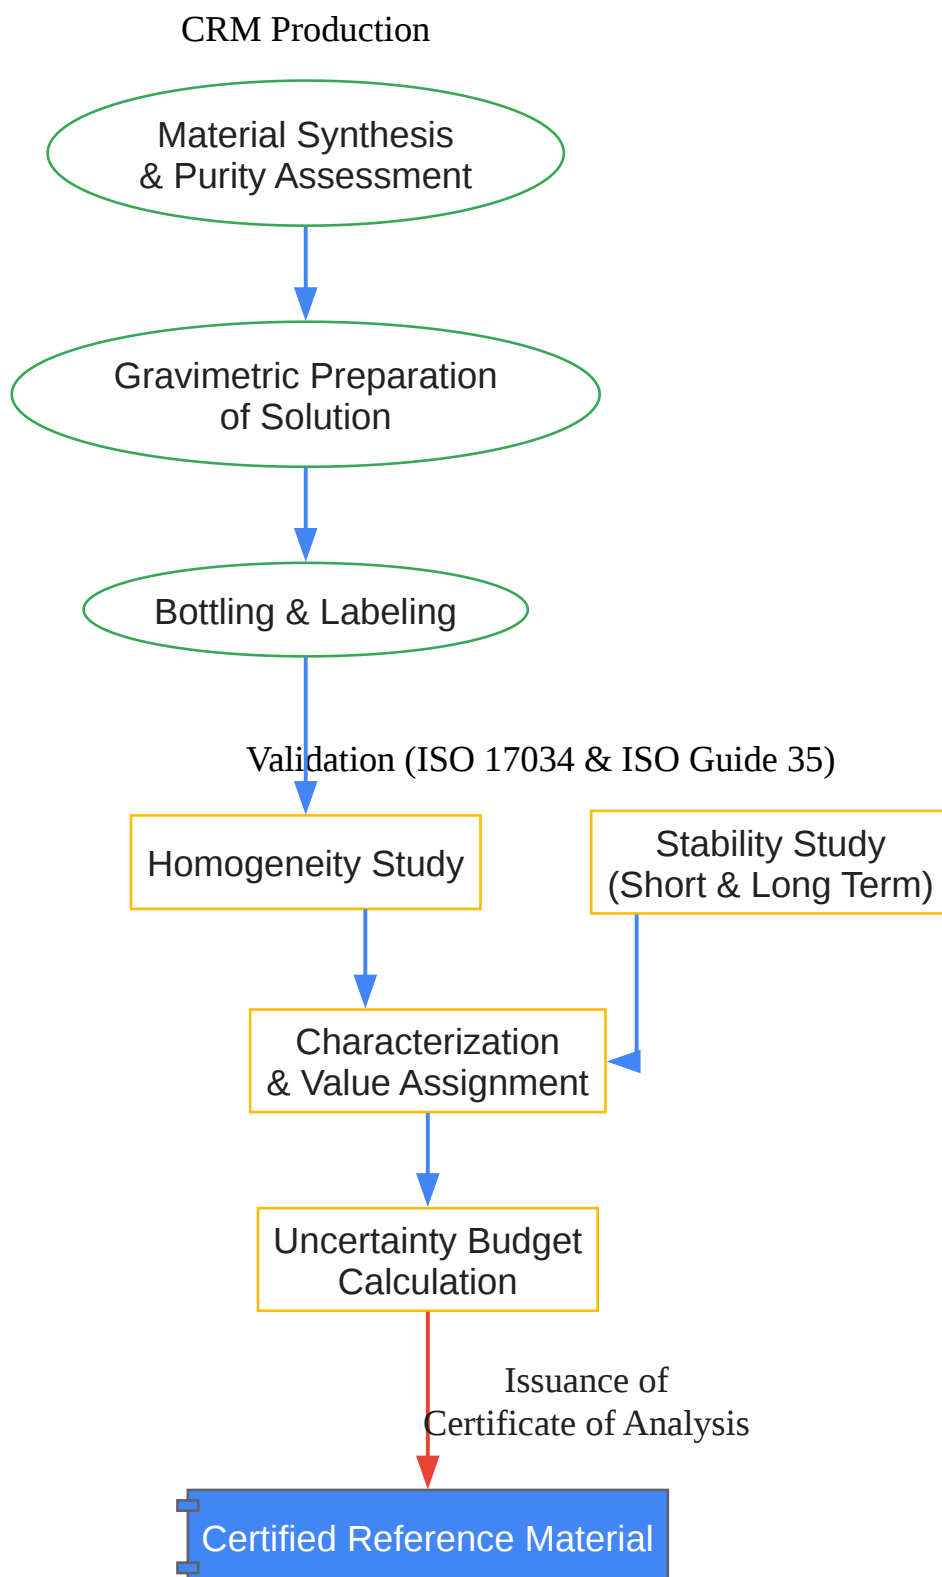 CRM Production
Material Synthesis
& Purity Assessment
Gravimetric Preparation
of Solution
Bottling & Labeling
Validation (ISO 17034 & ISO Guide 35)
Homogeneity Study
Stability Study
(Short & Long Term)
Characterization
& Value Assignment
Uncertainty Budget
Calculation
Issuance of
Certificate of Analysis
Certified Reference Material